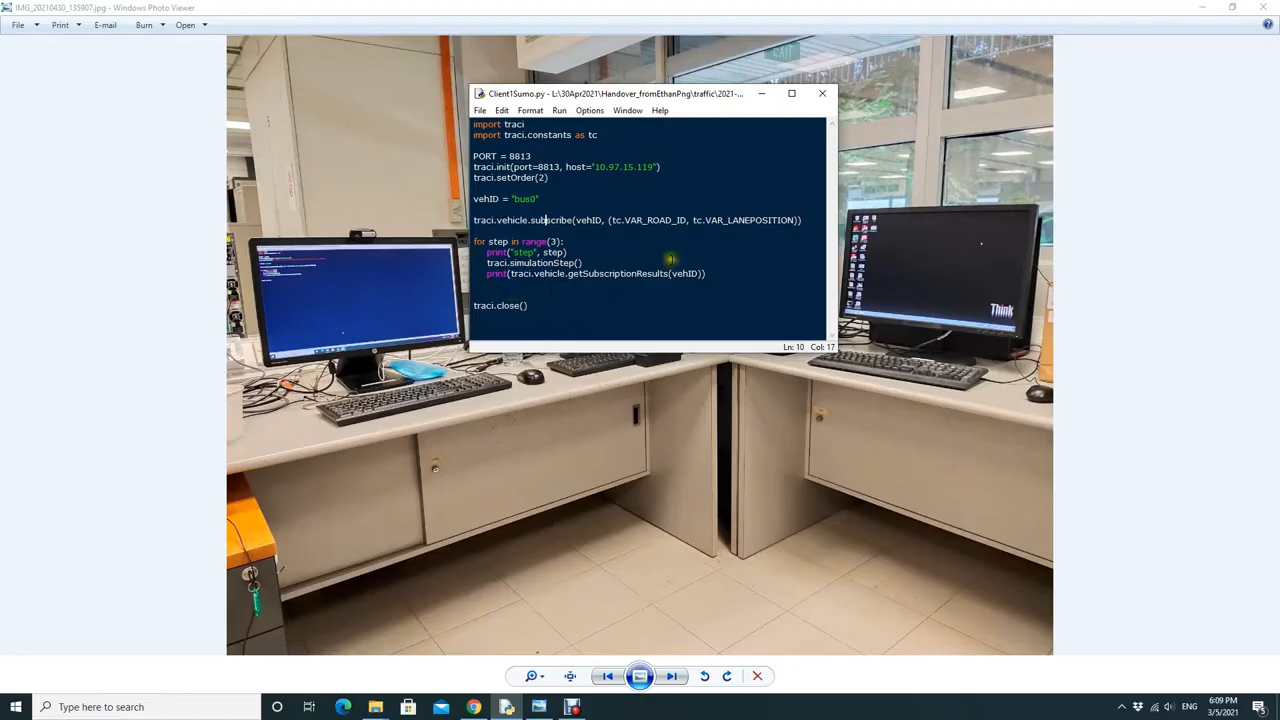 IMG_20210430_135907.jpg - Windows Photo Viewer
File Print E-mail Burn Open
EXIT
Client1Sumo.py - L:\30Apr2021\Handover_fromEthanPng\traffic\2021-...
File Edit Format Run Options Window Help
import traci
import traci.constants as tc
PORT = 8813
traci.init(port=8813, host="10.97.15.119")
traci.setOrder(2)
vehID = "bus0"
traci.vehicle.subscribe(vehID, (tc.VAR_ROAD_ID, tc.VAR_LANEPOSITION))
for step in range(3):
print("step", step)
traci.simulationStep()
print(traci.vehicle.getSubscriptionResults(vehID))
traci.close()
Ln: 10 Col: 17
Think
Type here to search
ENG
6:09 PM
3/5/2021